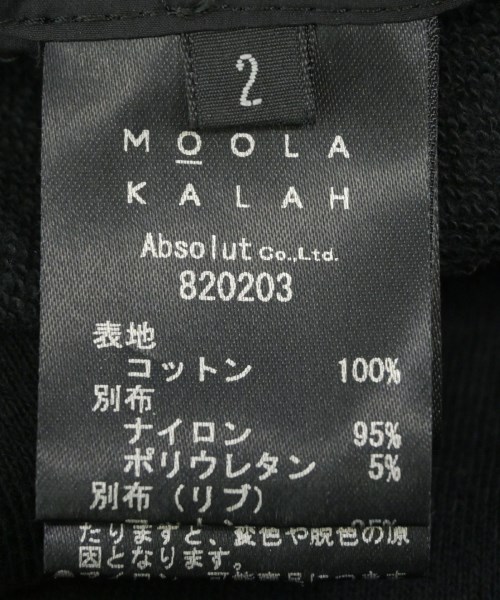 2
MOOLA
KALAH
Absolut Co.,Ltd.
820203
表地
コットン 100%
別布
ナイロン 95%
ポリウレタン 5%
別布(リブ)
たりますと、変色や脱色の原
因となります。